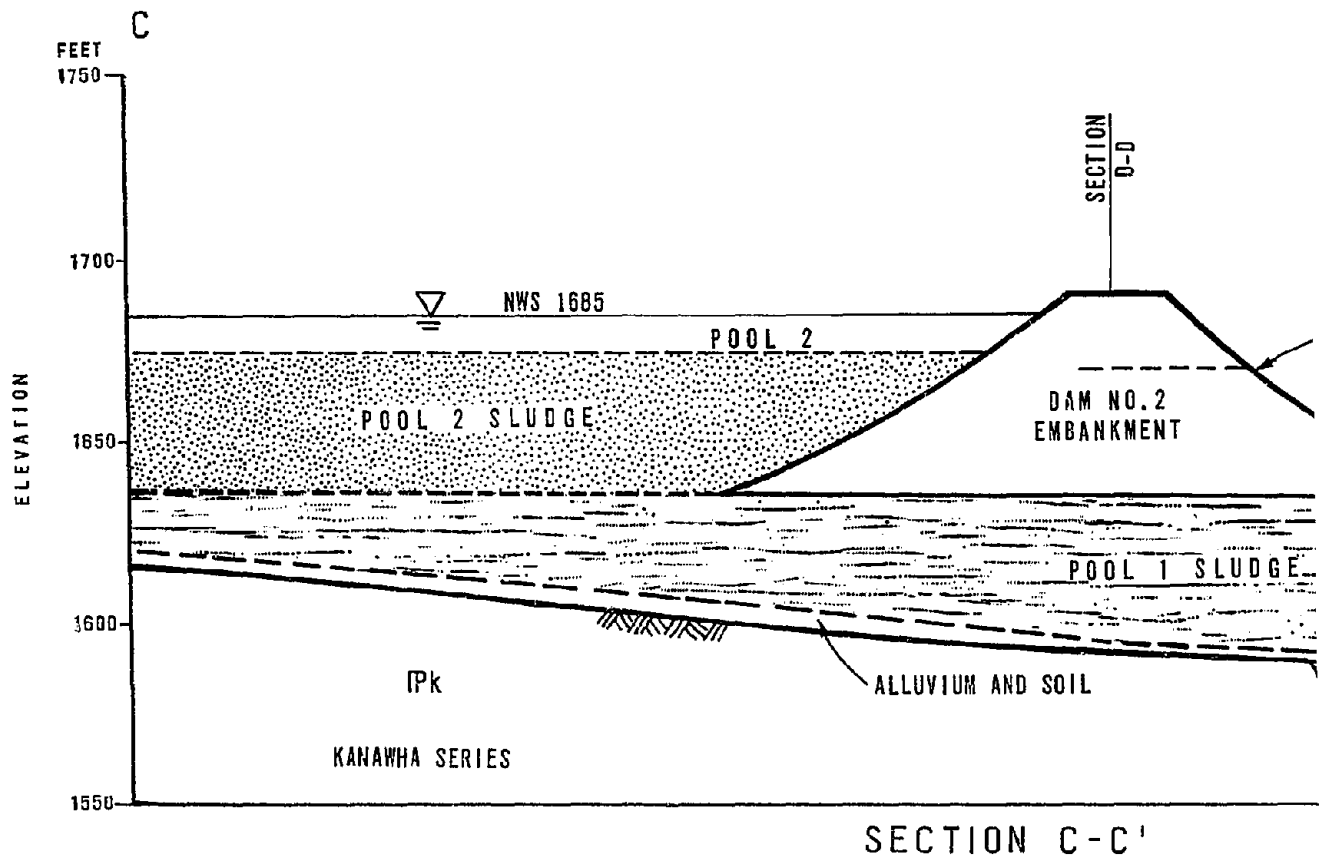 C
FEET
1750
SECTION
D-D
1700
NWS 1685
POOL 2
ELEVATION
POOL 2 SLUDGE
1650
DAM NO.2
EMBANKMENT
POOL 1 SLUDGE
1600
ℙk
ALLUVIUM AND SOIL
KANAWHA SERIES
1550
SECTION C-C'